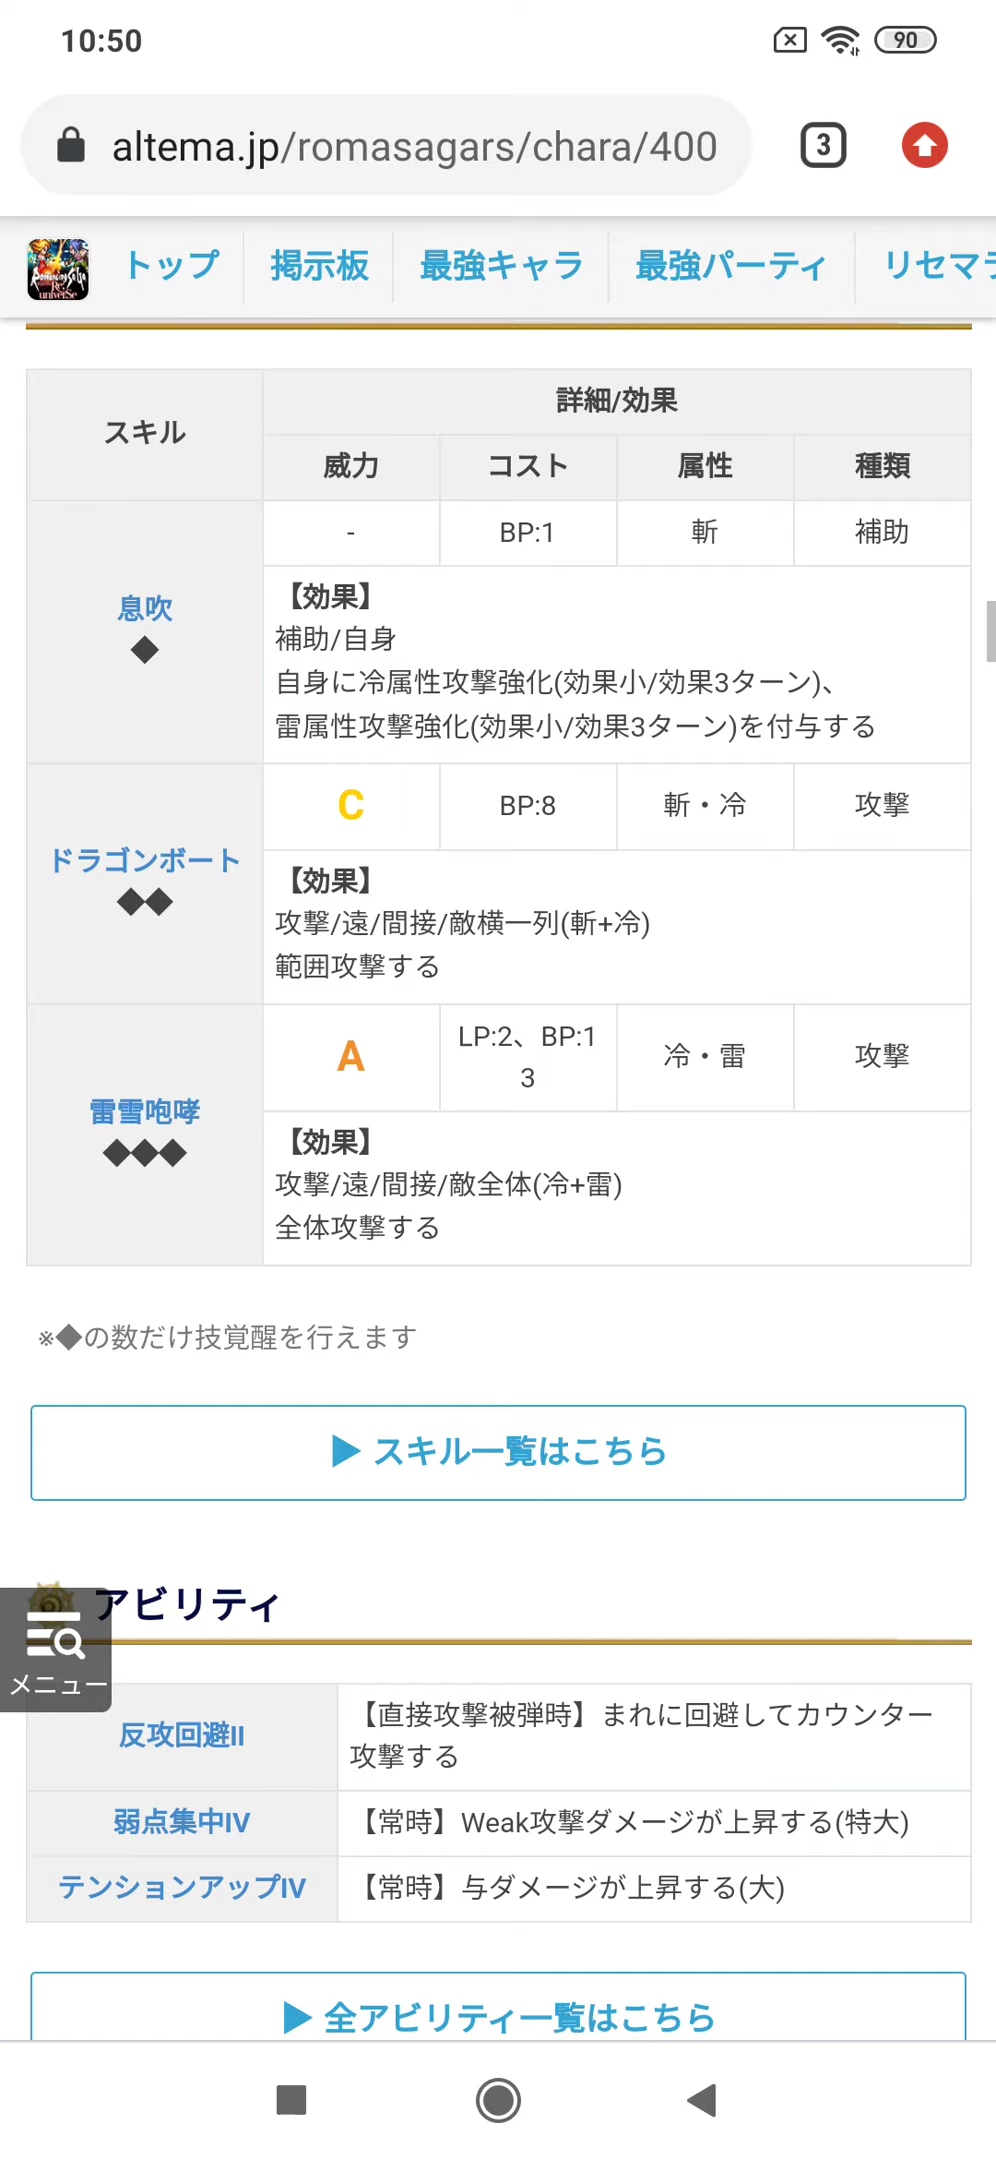 10:50
90
altema.jp/romasagars/chara/400
3
トップ
掲示板
最強キャラ
最強パーティ
リセマラ
Romancing SaGa
Re;
univerSe
スキル
詳細/効果
威力
コスト
属性
種類
息吹
◆
-
BP:1
斬
補助
【効果】
補助/自身
自身に冷属性攻撃強化(効果小/効果3ターン)、
雷属性攻撃強化(効果小/効果3ターン)を付与する
ドラゴンボート
◆◆
C
BP:8
斬・冷
攻撃
【効果】
攻撃/遠/間接/敵横一列(斬+冷)
範囲攻撃する
雷雪咆哮
◆◆◆
A
LP:2、BP:1
3
冷・雷
攻撃
【効果】
攻撃/遠/間接/敵全体(冷+雷)
全体攻撃する
※◆の数だけ技覚醒を行えます
▶ スキル一覧はこちら
アビリティ
メニュー
反攻回避II
【直接攻撃被弾時】まれに回避してカウンター
攻撃する
弱点集中IV
【常時】Weak攻撃ダメージが上昇する(特大)
テンションアップIV
【常時】与ダメージが上昇する(大)
▶ 全アビリティ一覧はこちら